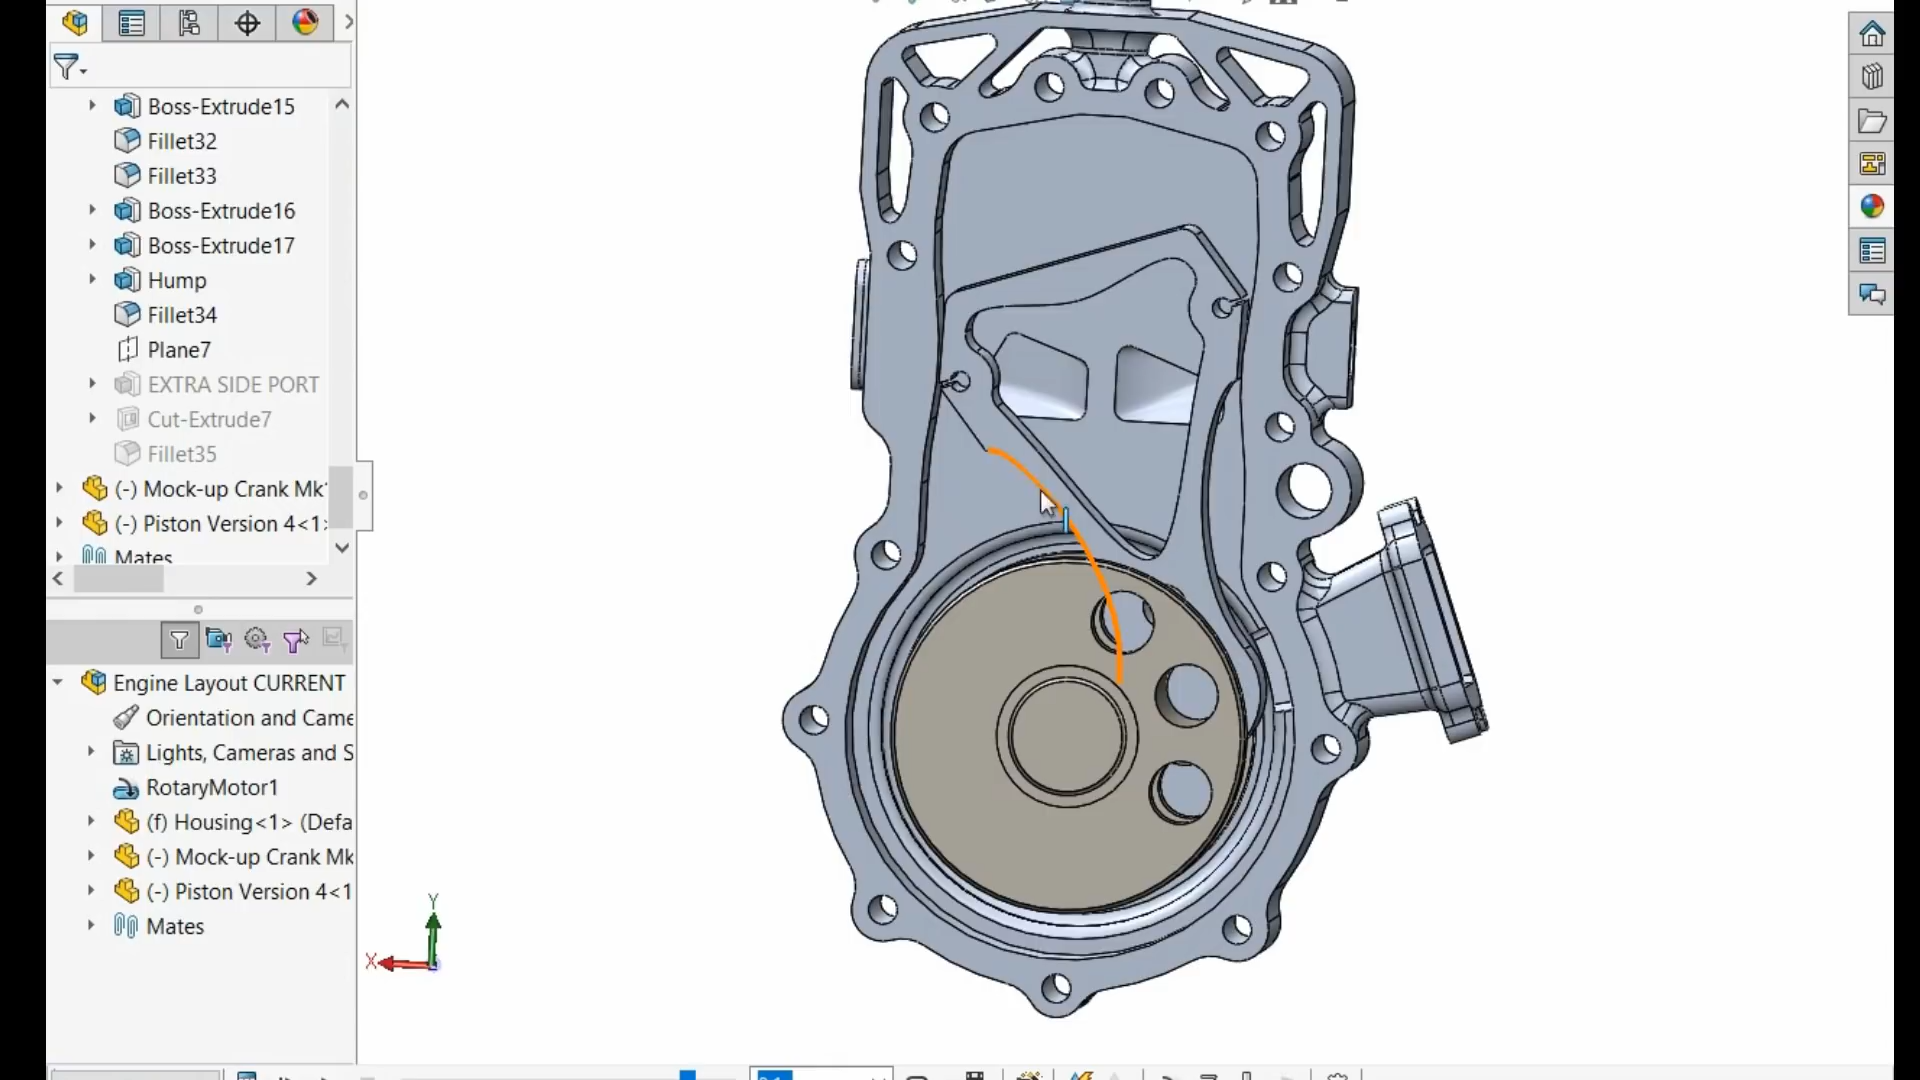 Boss-Extrude15
Fillet32
Fillet33
Boss-Extrude16
Boss-Extrude17
Hump
Fillet34
Plane7
EXTRA SIDE PORT
Cut-Extrude7
Fillet35
(-) Mock-up Crank Mk
(-) Piston Version 4<1>
Mates
Engine Layout CURRENT
Orientation and Came
Lights, Cameras and S
RotaryMotor1
(f) Housing<1> (Defa
(-) Mock-up Crank Mk
(-) Piston Version 4<1
Mates
Y
X